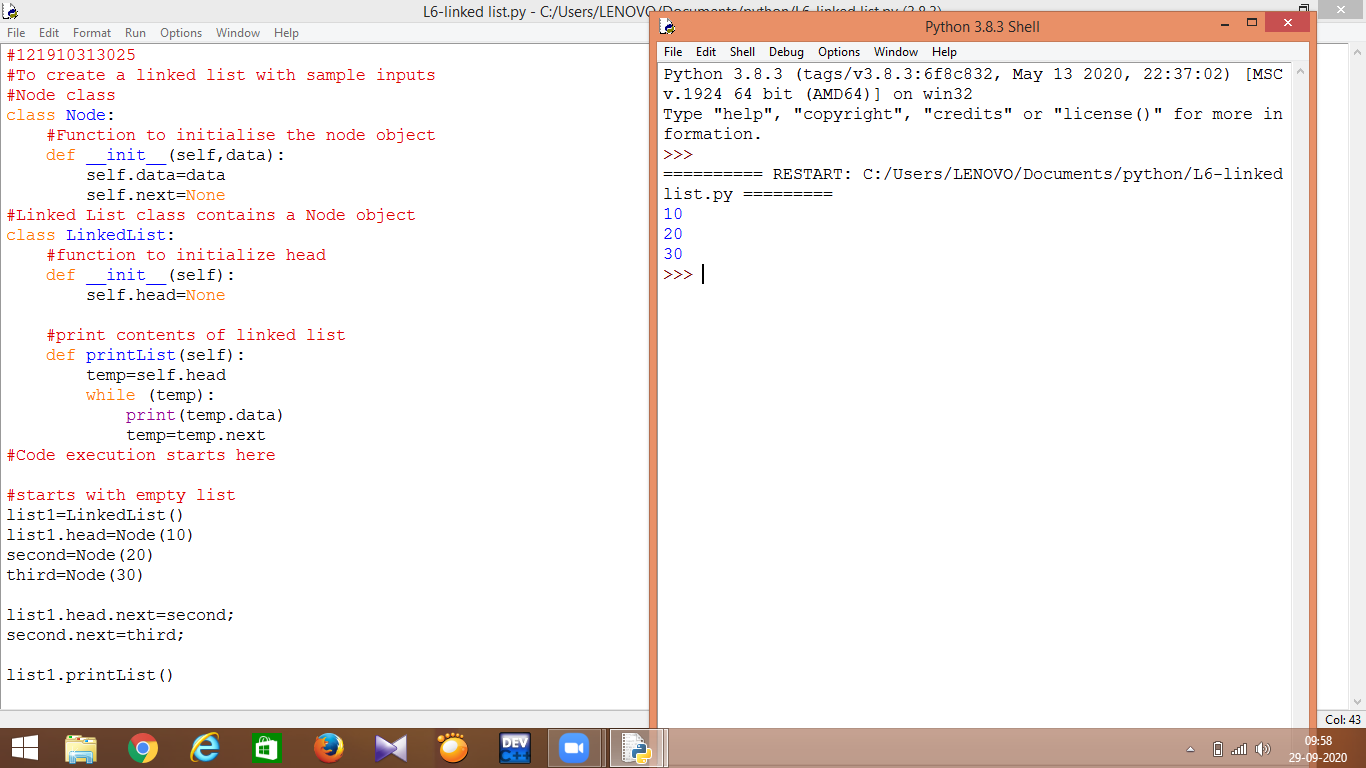 L6-linked list.py - C:/Users/LENOVO/Documents/python/L6-linked list.py (3.8.3)
File Edit Format Run Options Window Help
#121910313025
#To create a linked list with sample inputs
#Node class
class Node:
    #Function to initialise the node object
    def __init__(self,data):
        self.data=data
        self.next=None
#Linked List class contains a Node object
class LinkedList:
    #function to initialize head
    def __init__(self):
        self.head=None
    #print contents of linked list
    def printList(self):
        temp=self.head
        while (temp):
            print(temp.data)
            temp=temp.next
#Code execution starts here
#starts with empty list
list1=LinkedList()
list1.head=Node(10)
second=Node(20)
third=Node(30)
list1.head.next=second;
second.next=third;
list1.printList()
Python 3.8.3 Shell
File Edit Shell Debug Options Window Help
Python 3.8.3 (tags/v3.8.3:6f8c832, May 13 2020, 22:37:02) [MSC
v.1924 64 bit (AMD64)] on win32
Type "help", "copyright", "credits" or "license()" for more in
formation.
>>>
========== RESTART: C:/Users/LENOVO/Documents/python/L6-linked
list.py =========
10
20
30
>>>
Col: 43
DEV
C++
09:58
29-09-2020